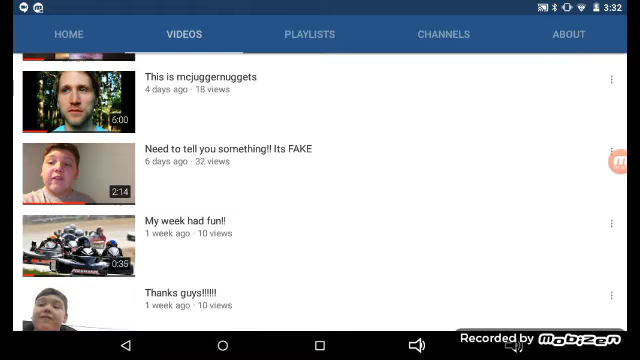 3:32
HOME VIDEOS PLAYLISTS CHANNELS ABOUT
This is mcjuggernuggets
4 days ago · 18 views
6:00
Need to tell you something!! Its FAKE
6 days ago · 32 views
2:14
My week had fun!!
1 week ago · 10 views
0:35
Thanks guys!!!!!!
1 week ago · 10 views
Recorded by mobizen